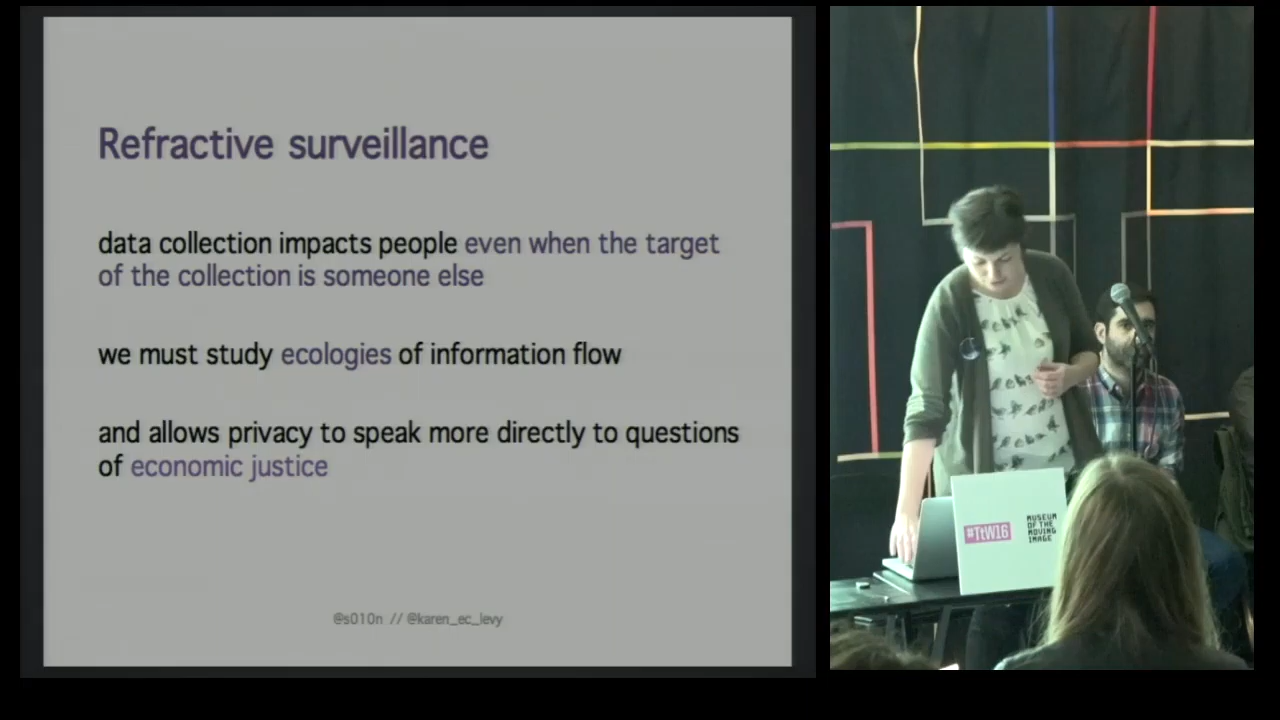 Refractive surveillance
data collection impacts people even when the target
of the collection is someone else
we must study ecologies of information flow
and allows privacy to speak more directly to questions
of economic justice
@s010n // @karen_ec_levy
#TtW16
MUSEUM
OF THE
MOVING
IMAGE